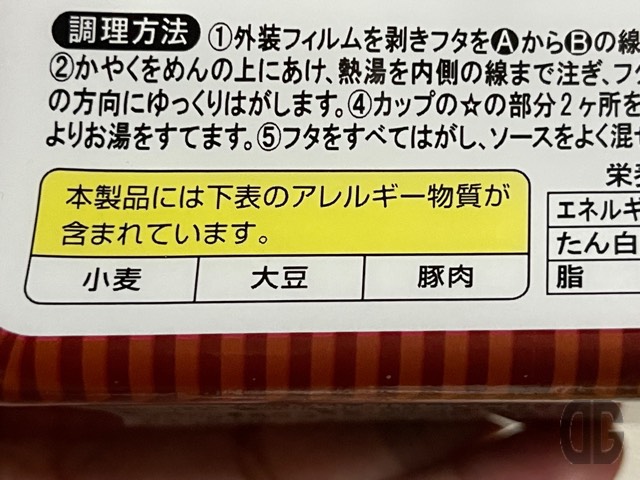 調理方法 ①外装フィルムを剥きフタをⒶからⒷの線
②かやくをめんの上にあけ、熱湯を内側の線まで注ぎ、フタ
の方向にゆっくりはがします。④カップの☆の部分2ヶ所を
よりお湯をすてます。⑤フタをすべてはがし、ソースをよく混ぜ
本製品には下表のアレルギー物質が
含まれています。
小麦 大豆 豚肉
栄養
エネルギ
たん白
脂
DG